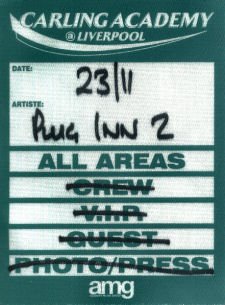 CARLING ACADEMY
@ LIVERPOOL
DATE:
23/11
ARTISTE:
PLUG INN 2
ALL AREAS
CREW
V.I.P.
GUEST
PHOTO/PRESS
amg